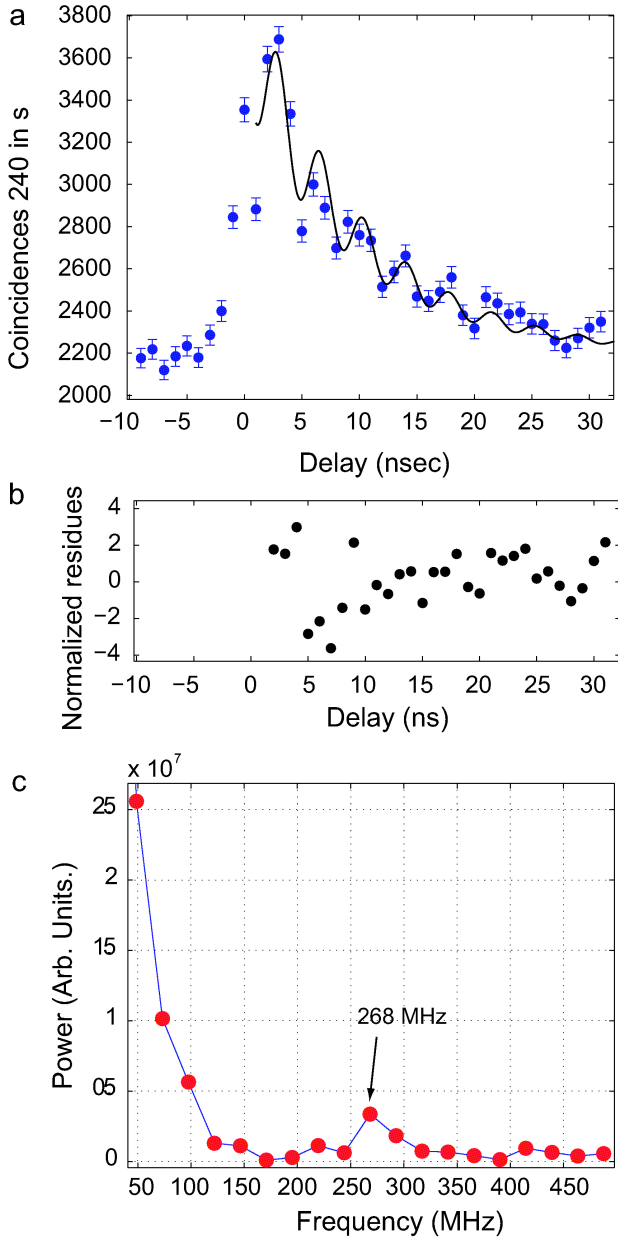 a
3800
3600
3400
3200
3000
2800
2600
2400
2200
2000
Coincidences 240 in s
−10 −5 0 5 10 15 20 25 30
Delay (nsec)
b
4
2
0
−2
−4
Normalized residues
−10 −5 0 5 10 15 20 25 30
Delay (ns)
c
x 10⁷
25
2
15
1
05
0
Power (Arb. Units.)
268 MHz
50 100 150 200 250 300 350 400 450
Frequency (MHz)